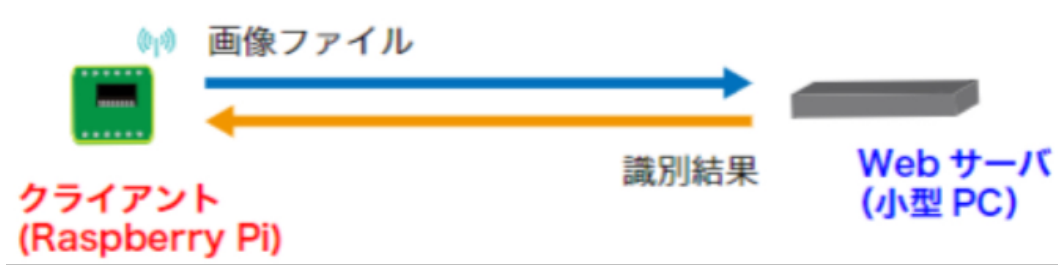 画像ファイル
識別結果
クライアント
(Raspberry Pi)
Web サーバ
(小型 PC)